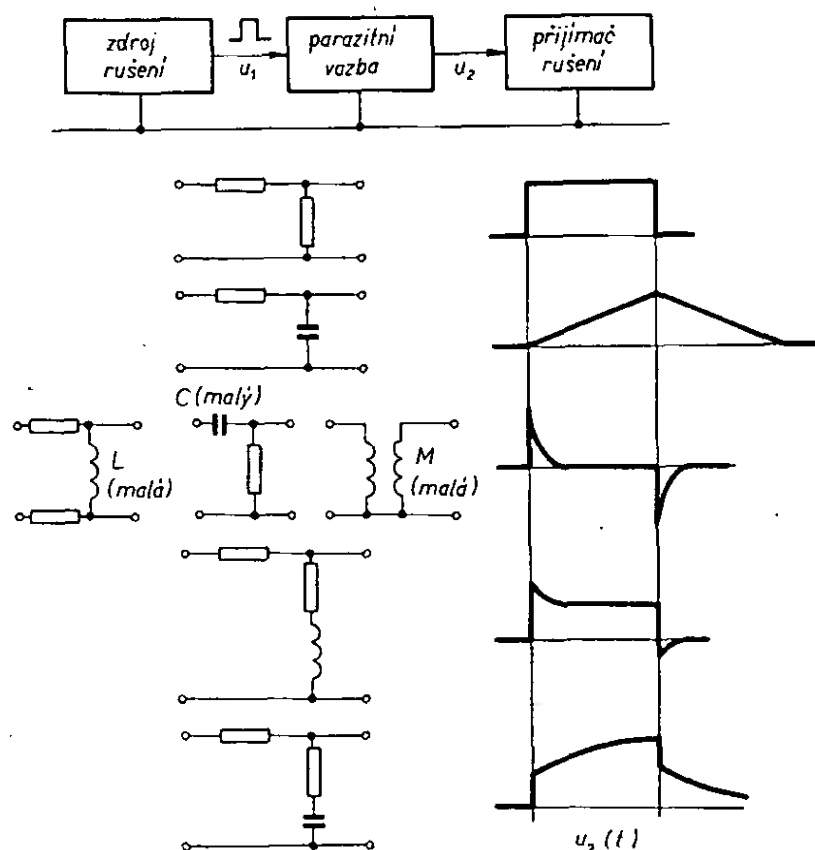 zdroj
rušení
u1
parazitní
vazba
u2
přijímač
rušení
C (malý)
L
(malá)
M
(malá)
u2 (t)